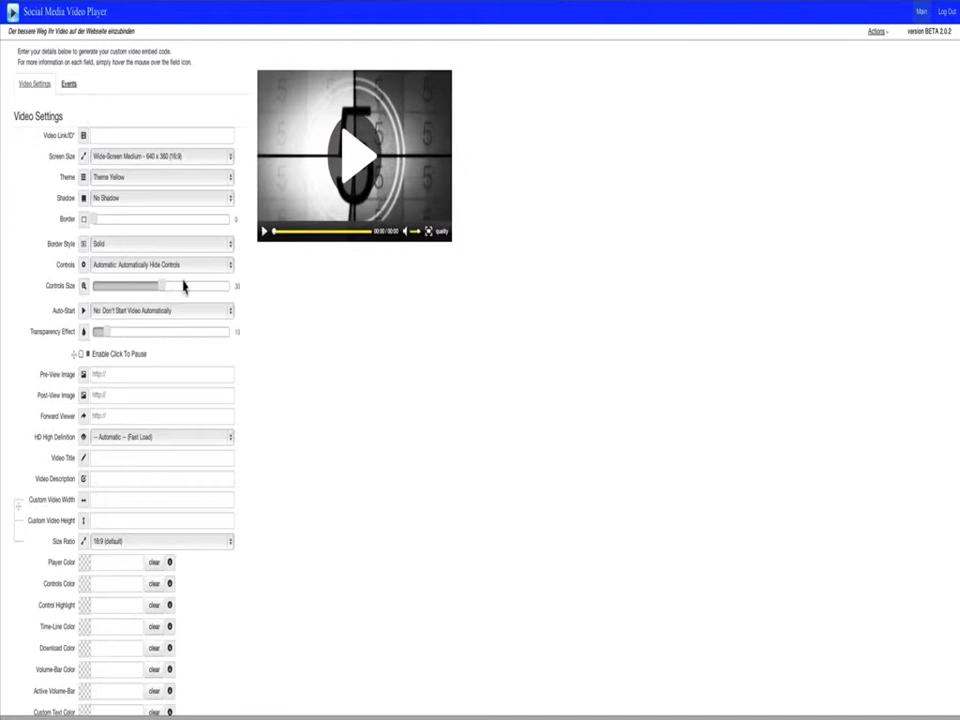 Social Media Video Player
Main
Log Out
Der bessere Weg Ihr Video auf der Webseite einzubinden
Actions
version BETA 2.0.2
Enter your details below to generate your custom video embed code.
For more information on each field, simply hover the mouse over the field icon.
Video Settings
Events
Video Settings
Video Link/ID*
Screen Size
Wide-Screen Medium - 640 x 360 (16:9)
Theme
Theme Yellow
Shadow
No Shadow
Border
0
Border Style
Solid
Controls
Automatic: Automatically Hide Controls
Controls Size
30
Auto-Start
No: Don't Start Video Automatically
Transparency Effect
10
Enable Click To Pause
Pre-View Image
http://
Post-View Image
http://
Forward Viewer
http://
HD High Definition
-- Automatic -- (Fast Load)
Video Title
Video Description
Custom Video Width
Custom Video Height
Size Ratio
16:9 (default)
Player Color
clear
Controls Color
clear
Control Highlight
clear
Time-Line Color
clear
Download Color
clear
Volume-Bar Color
clear
Active Volume-Bar
clear
Custom Text Color
clear
5
00:00 / 00:00
quality